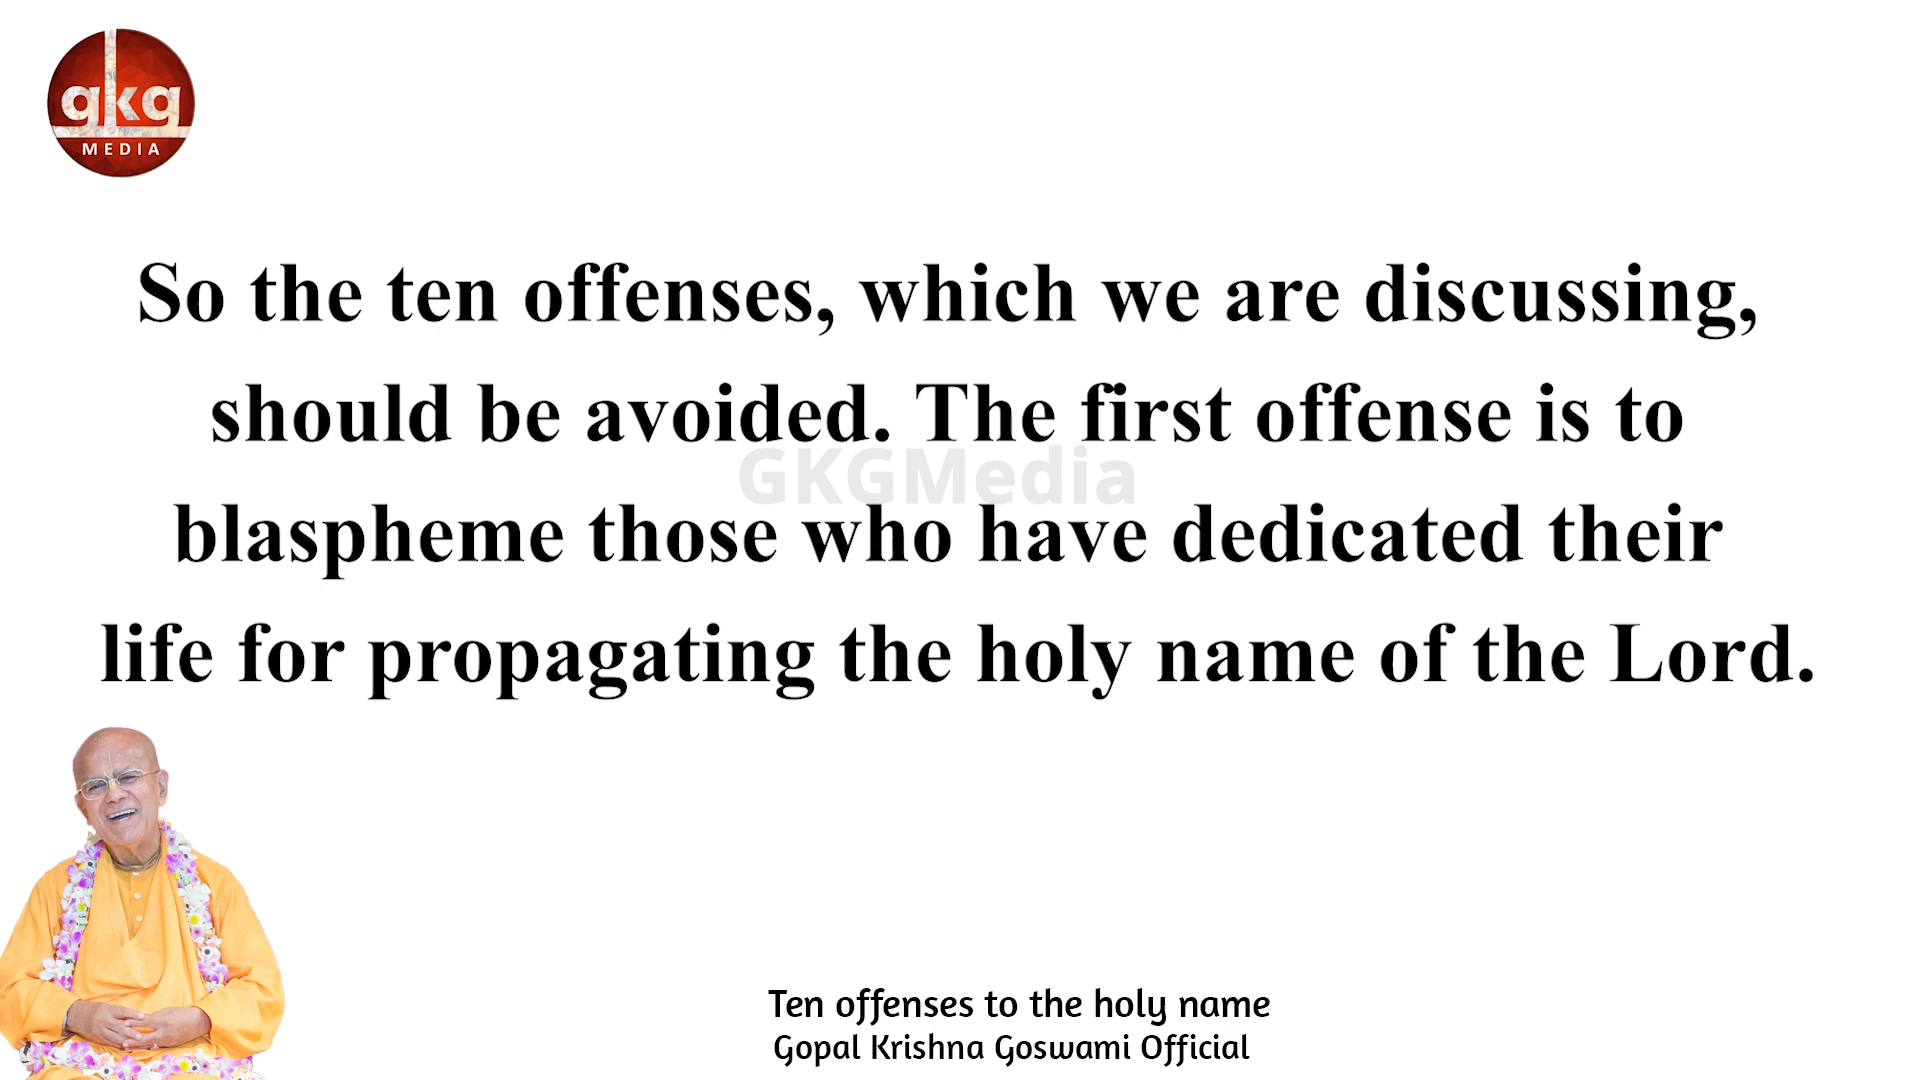 gkg
MEDIA
So the ten offenses, which we are discussing,
should be avoided. The first offense is to
GKGMedia
blaspheme those who have dedicated their
life for propagating the holy name of the Lord.
Ten offenses to the holy name
Gopal Krishna Goswami Official